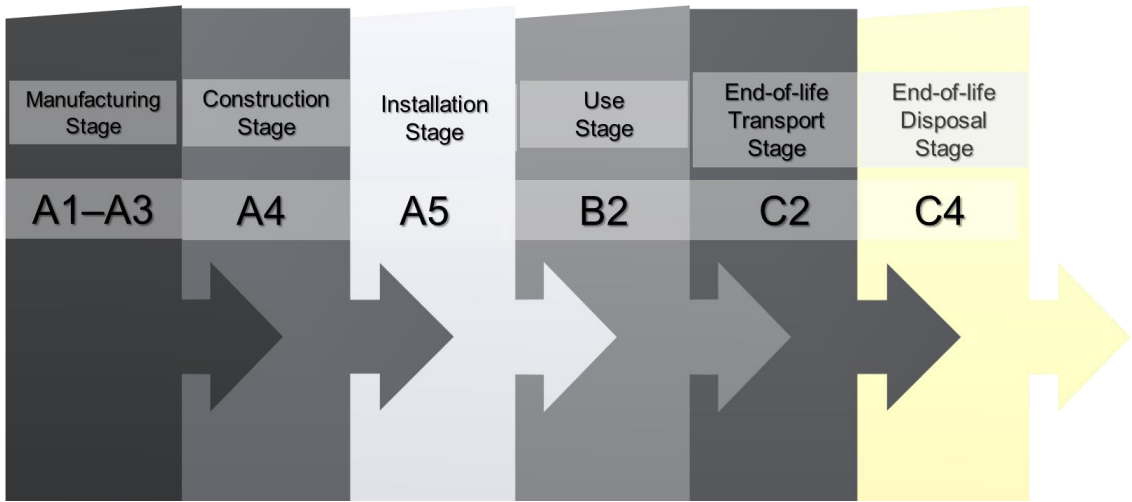 Manufacturing
Stage
Construction
Stage
Installation
Stage
Use
Stage
End-of-life
Transport
Stage
End-of-life
Disposal
Stage
A1–A3
A4
A5
B2
C2
C4